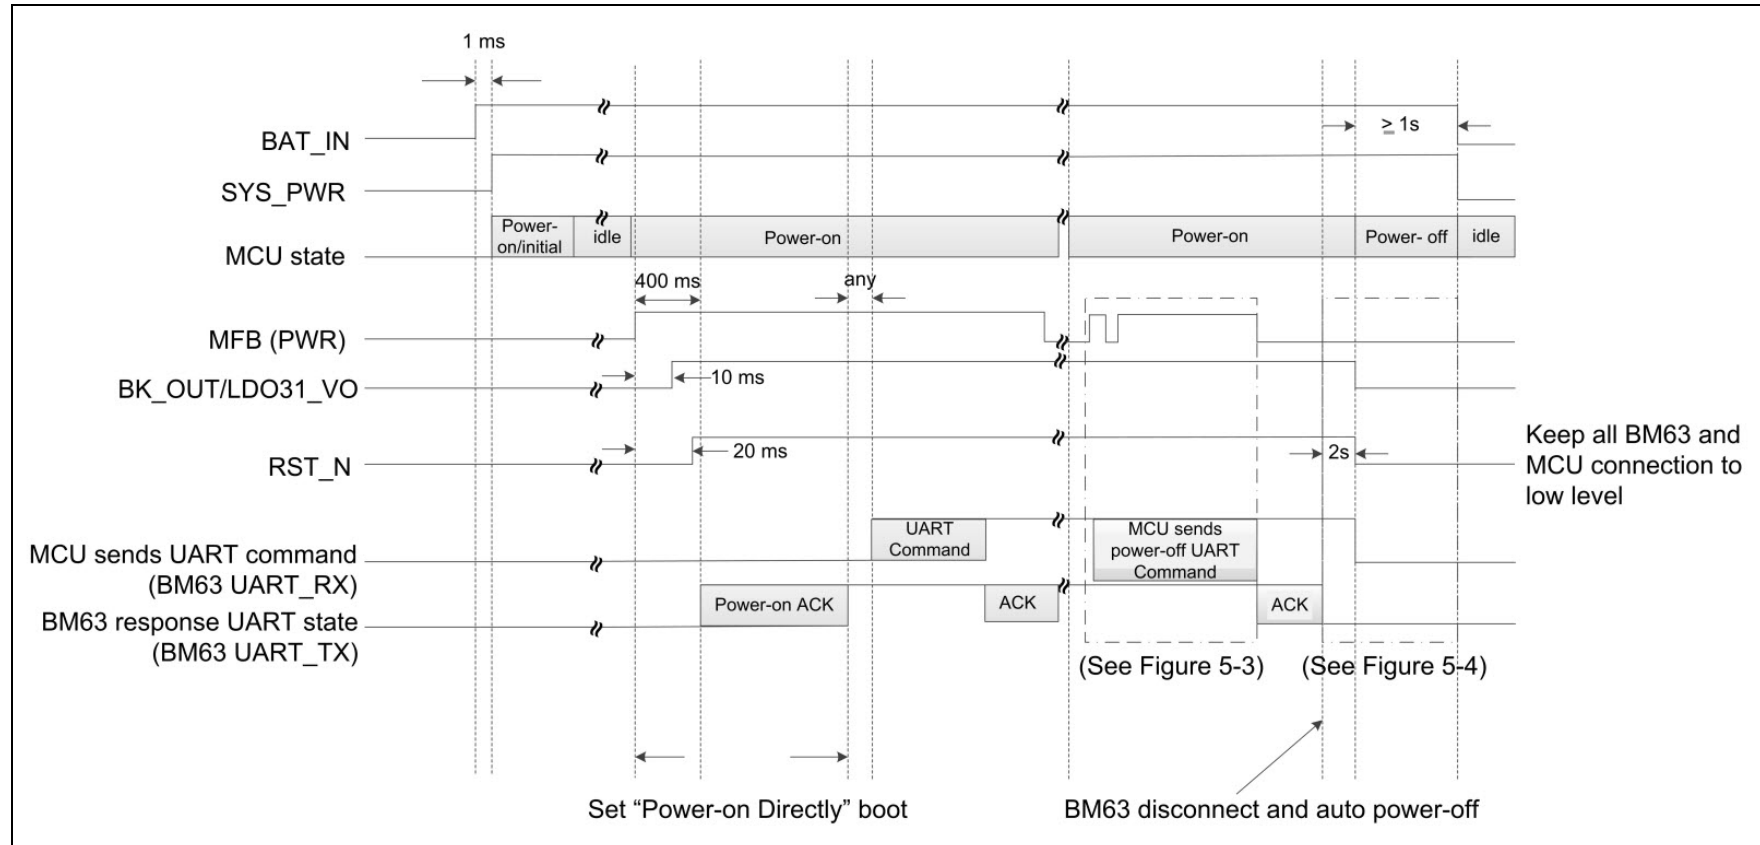 1 ms
BAT_IN
≥ 1s
SYS_PWR
MCU state
Power-
on/initial
idle
Power-on
Power-on
Power- off
idle
400 ms
any
MFB (PWR)
BK_OUT/LDO31_VO
10 ms
RST_N
20 ms
2s
Keep all BM63 and
MCU connection to
low level
MCU sends UART command
(BM63 UART_RX)
UART
Command
MCU sends
power-off UART
Command
BM63 response UART state
(BM63 UART_TX)
Power-on ACK
ACK
ACK
(See Figure 5-3)
(See Figure 5-4)
Set “Power-on Directly” boot
BM63 disconnect and auto power-off